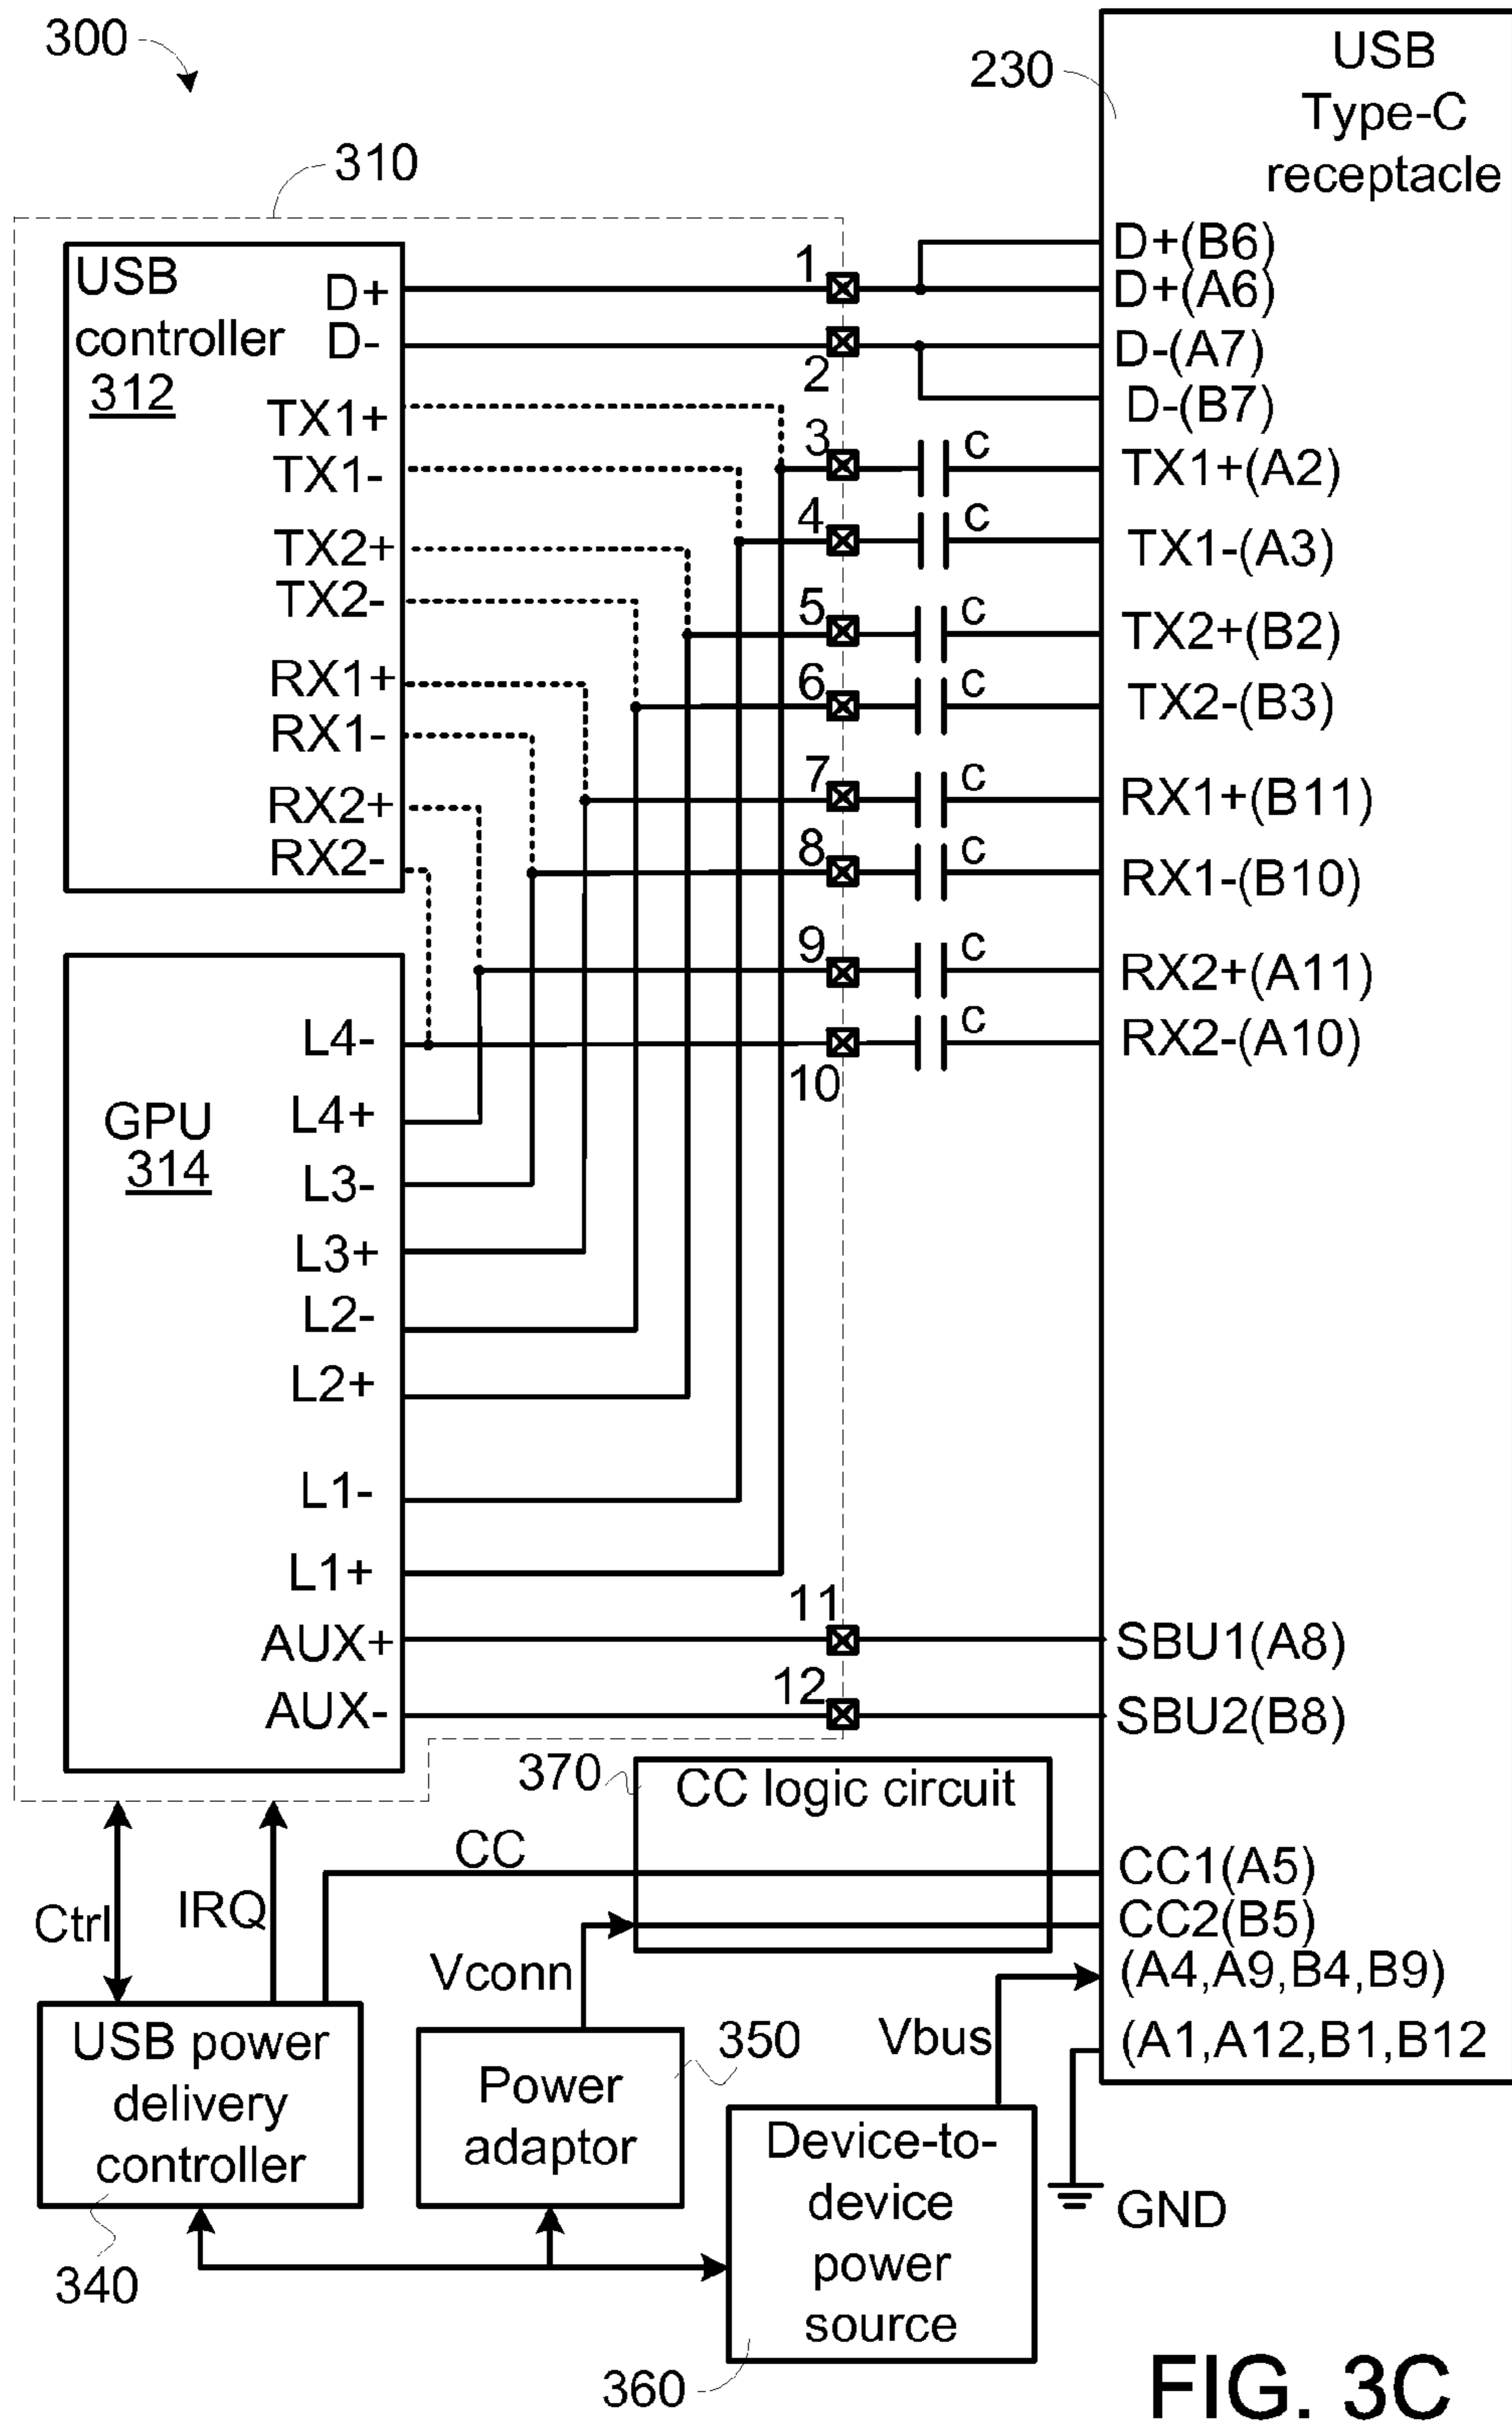 300
230
USB
Type-C
receptacle
310
USB
controller
312
D+
D-
TX1+
TX1-
TX2+
TX2-
RX1+
RX1-
RX2+
RX2-
1
2
3
4
5
6
7
8
9
10
c
c
c
c
c
c
c
c
D+(B6)
D+(A6)
D-(A7)
D-(B7)
TX1+(A2)
TX1-(A3)
TX2+(B2)
TX2-(B3)
RX1+(B11)
RX1-(B10)
RX2+(A11)
RX2-(A10)
GPU
314
L4-
L4+
L3-
L3+
L2-
L2+
L1-
L1+
AUX+
AUX-
11
12
SBU1(A8)
SBU2(B8)
370
CC logic circuit
CC
CC1(A5)
CC2(B5)
(A4,A9,B4,B9)
(A1,A12,B1,B12
Ctrl
IRQ
Vconn
Vbus
USB power
delivery
controller
340
Power
adaptor
350
Device-to-
device
power
source
360
GND
FIG. 3C